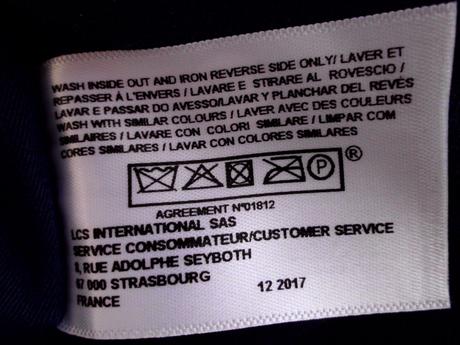 WASH INSIDE OUT AND IRON REVERSE SIDE ONLY/ LAVER ET
REPASSER À L'ENVERS / LAVARE E STIRARE AL ROVESCIO /
LAVAR E PASSAR DO AVESSO/LAVAR Y PLANCHAR DEL REVÉS
WASH WITH SIMILAR COLOURS / LAVER AVEC DES COULEURS
SIMILAIRES / LAVARE CON COLORI SIMILARE / LIMPAR COM
CORES SIMILARES / LAVAR CON COLORES SIMILARES
P ®
AGREEMENT N°01812
LCS INTERNATIONAL SAS
SERVICE CONSOMMATEUR/CUSTOMER SERVICE
8, RUE ADOLPHE SEYBOTH
67 000 STRASBOURG 12 2017
FRANCE